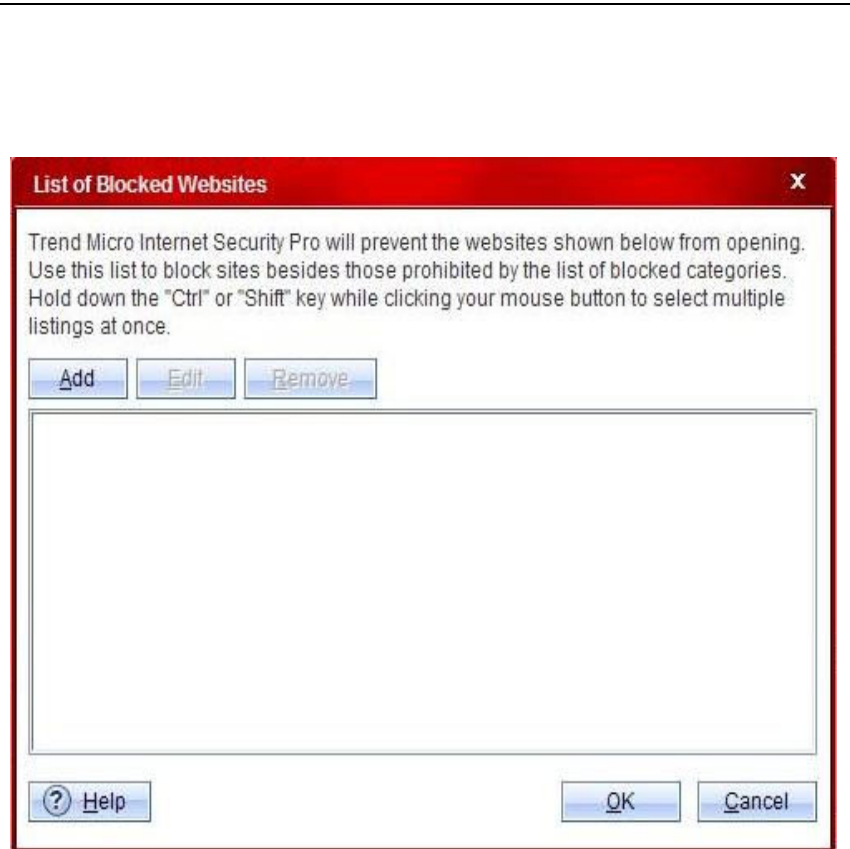 List of Blocked Websites
x
Trend Micro Internet Security Pro will prevent the websites shown below from opening.
Use this list to block sites besides those prohibited by the list of blocked categories.
Hold down the "Ctrl" or "Shift" key while clicking your mouse button to select multiple
listings at once.
Add Edit Remove
? Help OK Cancel